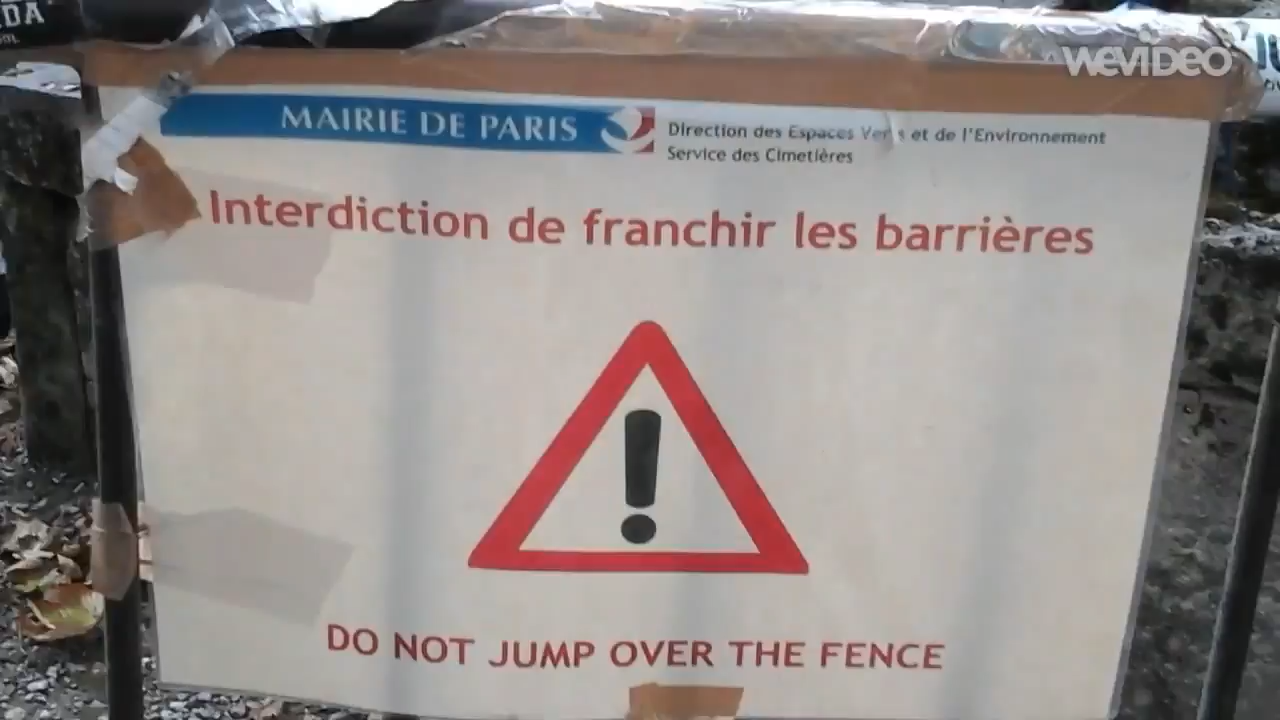 DA
WEVIDEO
MAIRIE DE PARIS
Direction des Espaces Verts et de l'Environnement
Service des Cimetières
Interdiction de franchir les barrières
DO NOT JUMP OVER THE FENCE